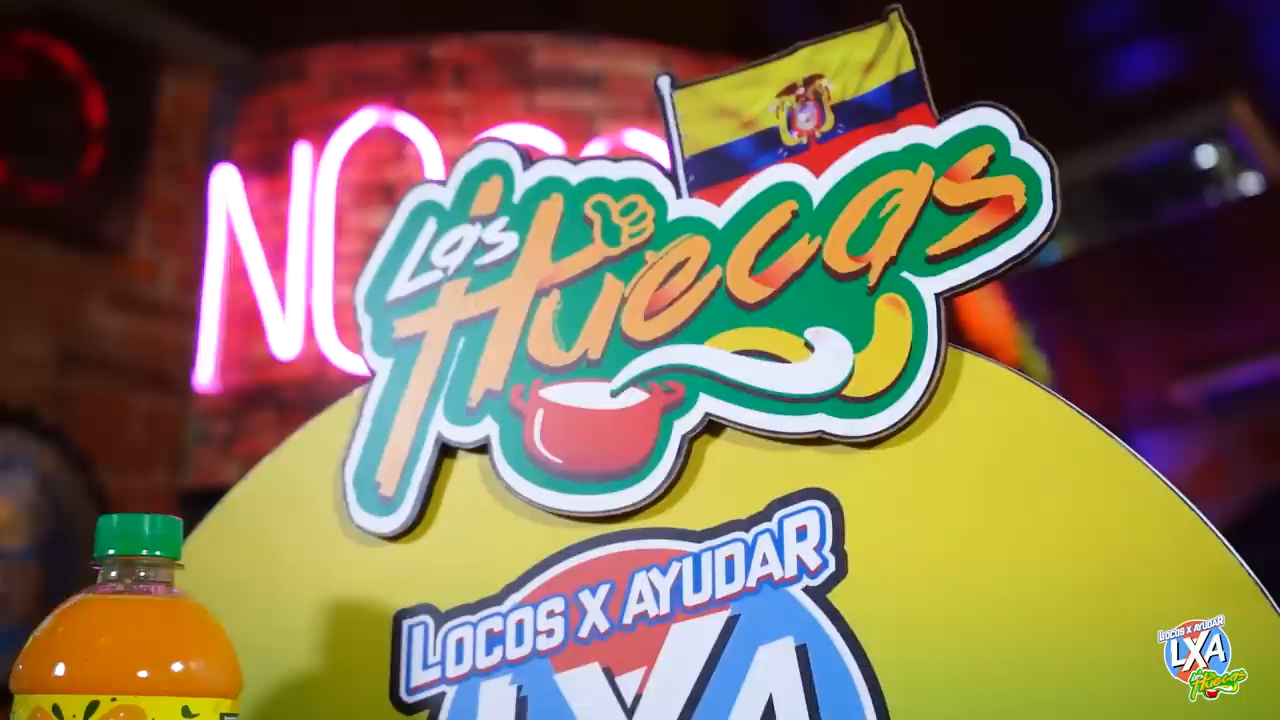 Las
Huecas
LOCOS X AYUDAR
LXA
LOCOS X AYUDAR
LXA
Las
Huecas